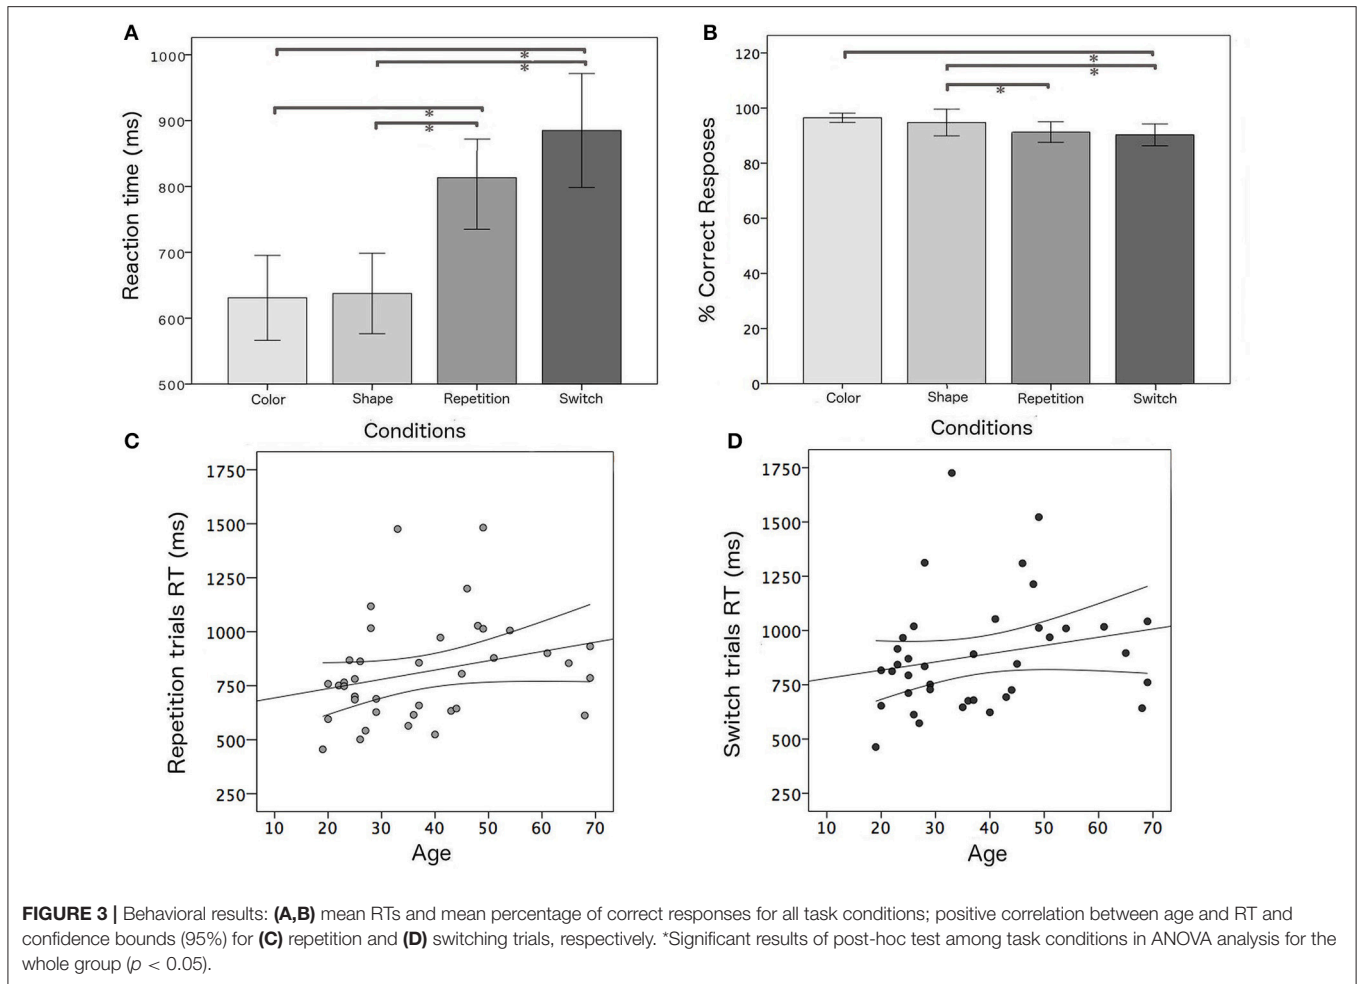 A
1000
900
800
700
600
500
Reaction time (ms)
*
*
*
*
Color Shape Repetition Switch
Conditions
B
120
100
80
60
40
20
0
% Correct Resposes
*
*
*
Color Shape Repetition Switch
Conditions
C
1750
1500
1250
1000
750
500
250
Repetition trials RT (ms)
10 20 30 40 50 60 70
Age
D
1750
1500
1250
1000
750
500
250
Switch trials RT (ms)
10 20 30 40 50 60 70
Age
FIGURE 3 | Behavioral results: (A,B) mean RTs and mean percentage of correct responses for all task conditions; positive correlation between age and RT and
confidence bounds (95%) for (C) repetition and (D) switching trials, respectively. *Significant results of post-hoc test among task conditions in ANOVA analysis for the
whole group (p < 0.05).